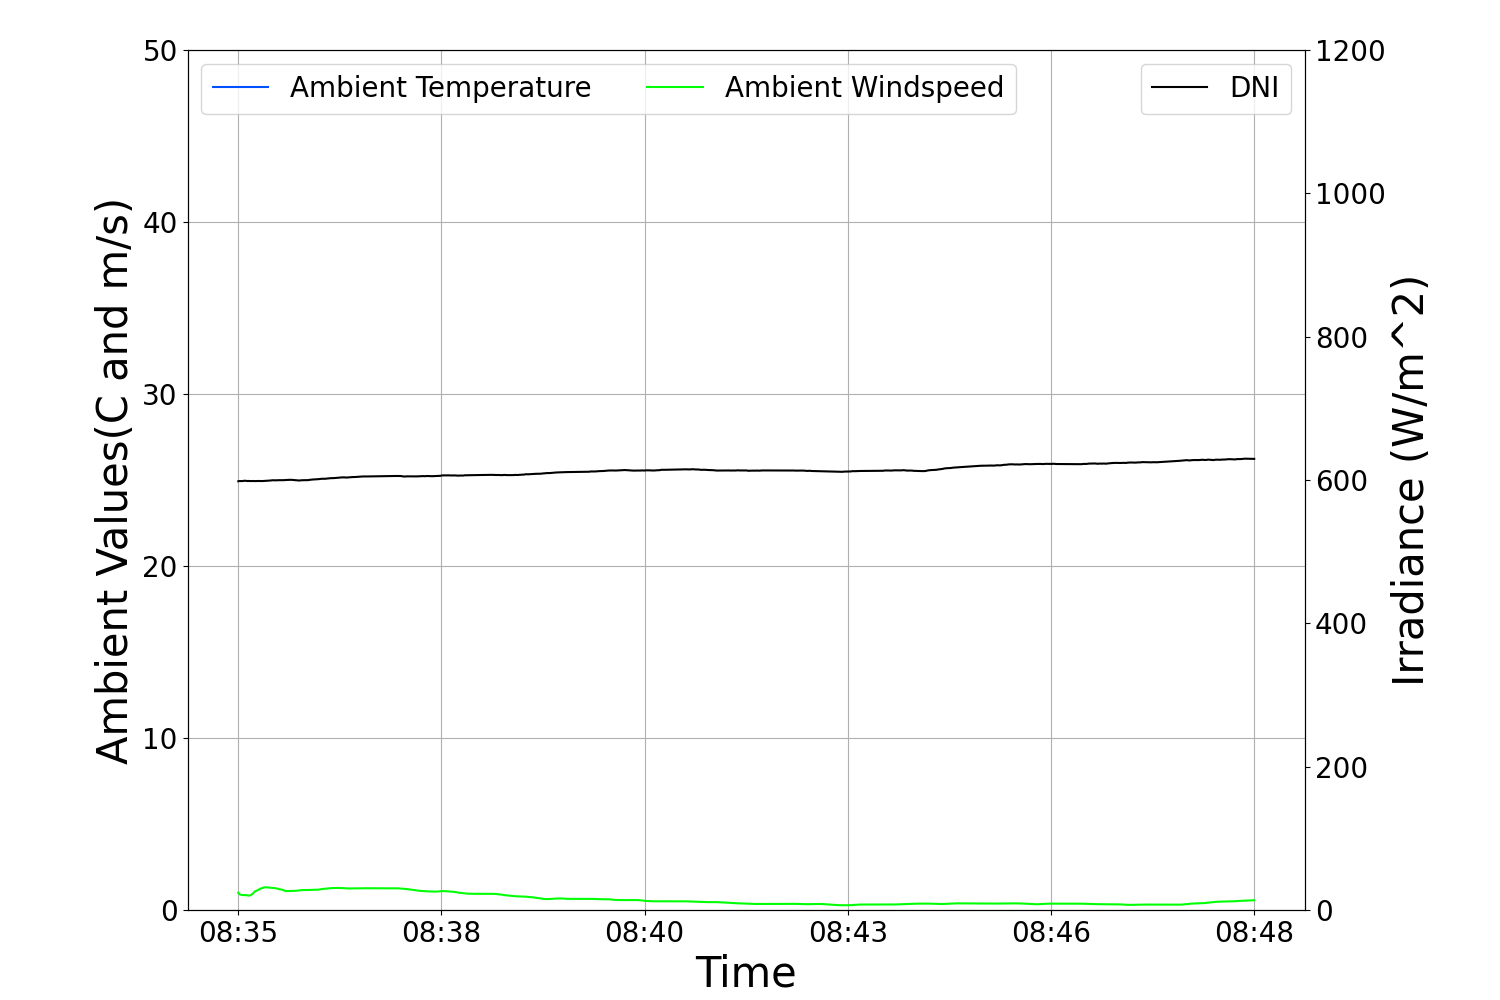 Ambient Temperature Ambient Windspeed DNI
Ambient Values(C and m/s)
50
40
30
20
10
0
1200
1000
800
600
400
200
0
Irradiance (W/m^2)
08:35 08:38 08:40 08:43 08:46 08:48
Time